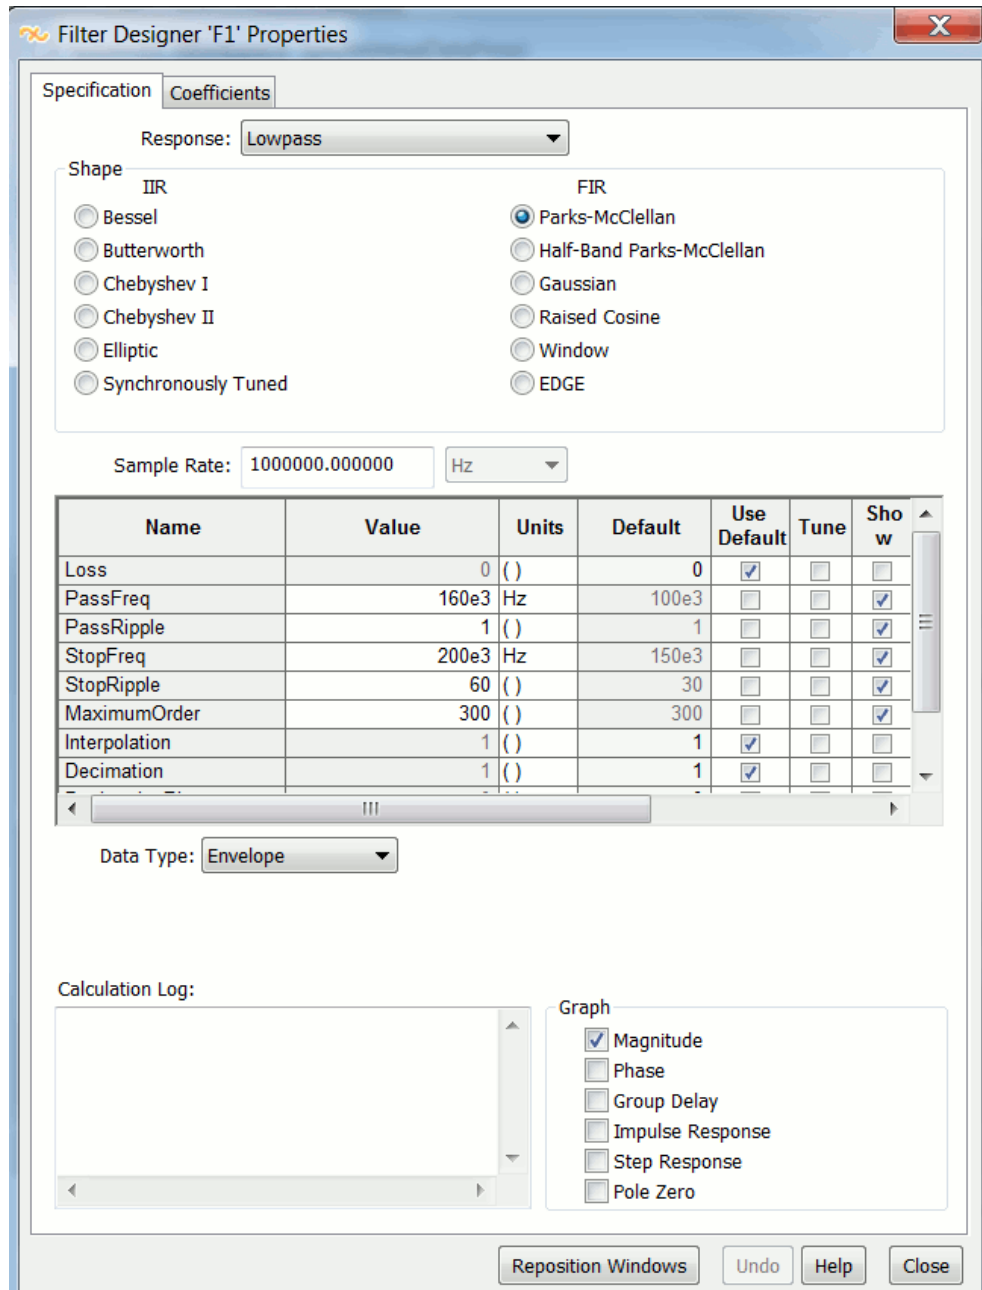 Filter Designer 'F1' Properties
Specification Coefficients
Response: Lowpass
Shape
IIR FIR
Bessel Parks-McClellan
Butterworth Half-Band Parks-McClellan
Chebyshev I Gaussian
Chebyshev II Raised Cosine
Elliptic Window
Synchronously Tuned EDGE
Sample Rate: 1000000.000000 Hz
Name Value Units Default Use Default Tune Show
Loss 0 ( ) 0
PassFreq 160e3 Hz 100e3
PassRipple 1 ( ) 1
StopFreq 200e3 Hz 150e3
StopRipple 60 ( ) 30
MaximumOrder 300 ( ) 300
Interpolation 1 ( ) 1
Decimation 1 ( ) 1
Data Type: Envelope
Calculation Log:
Graph
Magnitude
Phase
Group Delay
Impulse Response
Step Response
Pole Zero
Reposition Windows Undo Help Close